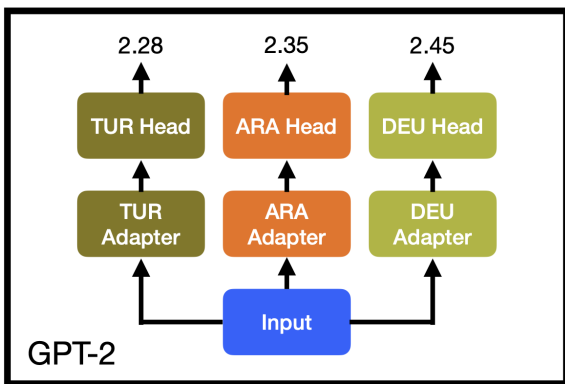 2.28 2.35 2.45
TUR Head ARA Head DEU Head
TUR Adapter ARA Adapter DEU Adapter
Input
GPT-2